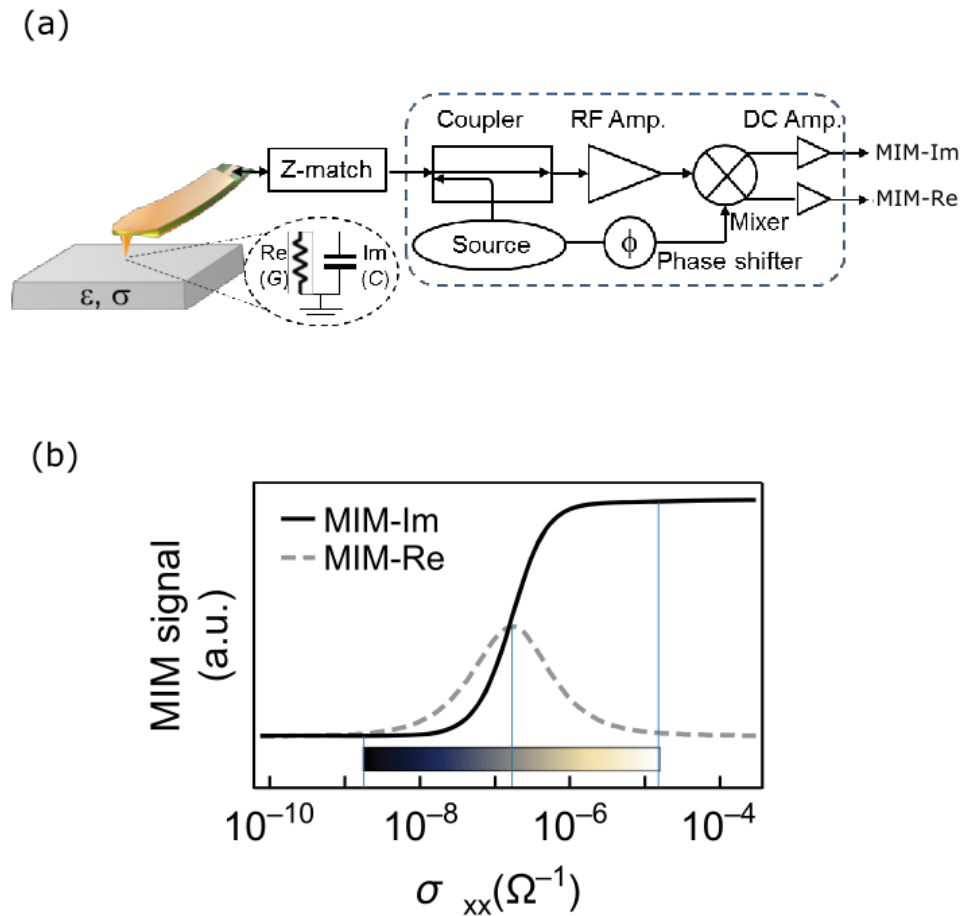 (a)
Coupler RF Amp. DC Amp.
Z-match
MIM-Im
MIM-Re
Mixer
Re
(G)
Im
(C)
Source
ϕ
Phase shifter
ε, σ
(b)
MIM-Im
MIM-Re
MIM signal
(a.u.)
10⁻¹⁰ 10⁻⁸ 10⁻⁶ 10⁻⁴
σ xx(Ω⁻¹)